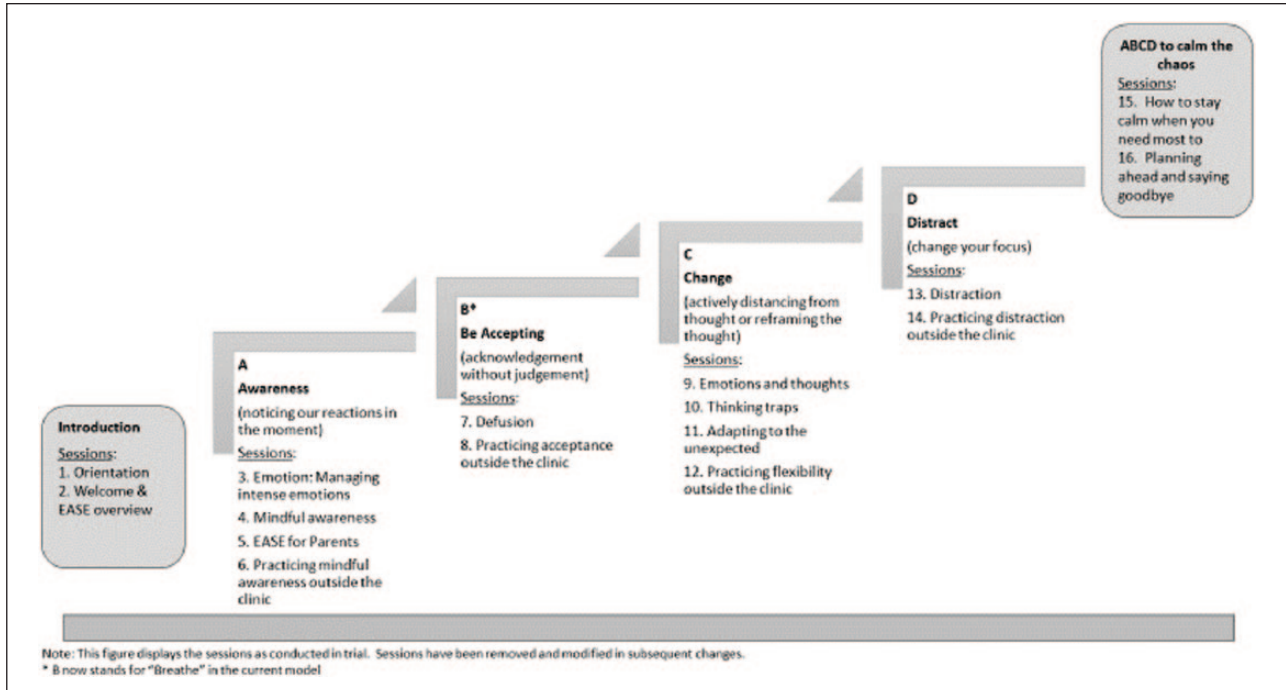 Introduction
Sessions:
1. Orientation
2. Welcome &
EASE overview
A
Awareness
(noticing our reactions in
the moment)
Sessions:
3. Emotion: Managing
intense emotions
4. Mindful awareness
5. EASE for Parents
6. Practicing mindful
awareness outside the
clinic
B*
Be Accepting
(acknowledgement
without judgement)
Sessions:
7. Defusion
8. Practicing acceptance
outside the clinic
C
Change
(actively distancing from
thought or reframing the
thought)
Sessions:
9. Emotions and thoughts
10. Thinking traps
11. Adapting to the
unexpected
12. Practicing flexibility
outside the clinic
D
Distract
(change your focus)
Sessions:
13. Distraction
14. Practicing distraction
outside the clinic
ABCD to calm the
chaos
Sessions:
15. How to stay
calm when you
need most to
16. Planning
ahead and saying
goodbye
Note: This figure displays the sessions as conducted in trial. Sessions have been removed and modified in subsequent changes.
* B now stands for "Breathe" in the current model